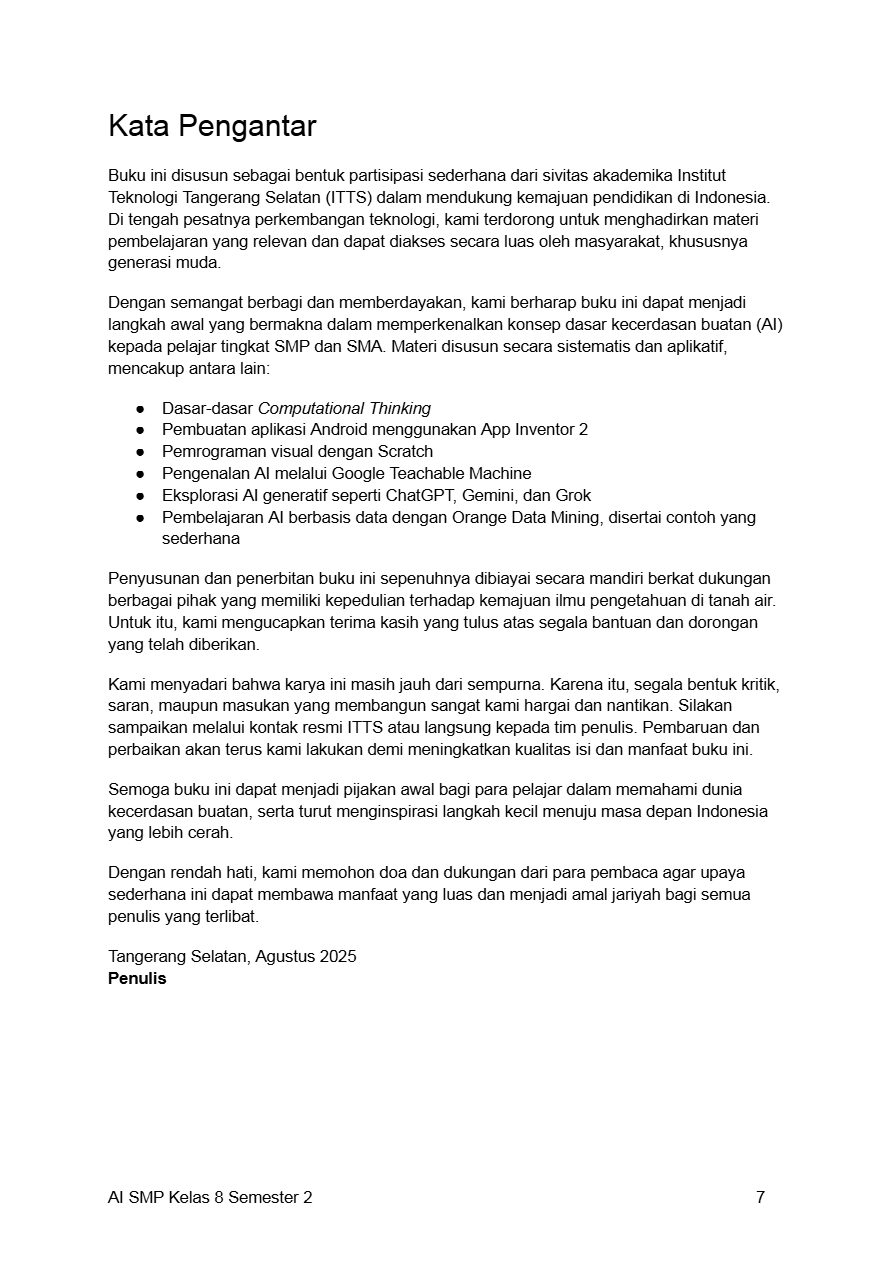 Kata Pengantar
Buku ini disusun sebagai bentuk partisipasi sederhana dari sivitas akademika Institut
Teknologi Tangerang Selatan (ITTS) dalam mendukung kemajuan pendidikan di Indonesia.
Di tengah pesatnya perkembangan teknologi, kami terdorong untuk menghadirkan materi
pembelajaran yang relevan dan dapat diakses secara luas oleh masyarakat, khususnya
generasi muda.
Dengan semangat berbagi dan memberdayakan, kami berharap buku ini dapat menjadi
langkah awal yang bermakna dalam memperkenalkan konsep dasar kecerdasan buatan (AI)
kepada pelajar tingkat SMP dan SMA. Materi disusun secara sistematis dan aplikatif,
mencakup antara lain:
● Dasar-dasar Computational Thinking
● Pembuatan aplikasi Android menggunakan App Inventor 2
● Pemrograman visual dengan Scratch
● Pengenalan AI melalui Google Teachable Machine
● Eksplorasi AI generatif seperti ChatGPT, Gemini, dan Grok
● Pembelajaran AI berbasis data dengan Orange Data Mining, disertai contoh yang
sederhana
Penyusunan dan penerbitan buku ini sepenuhnya dibiayai secara mandiri berkat dukungan
berbagai pihak yang memiliki kepedulian terhadap kemajuan ilmu pengetahuan di tanah air.
Untuk itu, kami mengucapkan terima kasih yang tulus atas segala bantuan dan dorongan
yang telah diberikan.
Kami menyadari bahwa karya ini masih jauh dari sempurna. Karena itu, segala bentuk kritik,
saran, maupun masukan yang membangun sangat kami hargai dan nantikan. Silakan
sampaikan melalui kontak resmi ITTS atau langsung kepada tim penulis. Pembaruan dan
perbaikan akan terus kami lakukan demi meningkatkan kualitas isi dan manfaat buku ini.
Semoga buku ini dapat menjadi pijakan awal bagi para pelajar dalam memahami dunia
kecerdasan buatan, serta turut menginspirasi langkah kecil menuju masa depan Indonesia
yang lebih cerah.
Dengan rendah hati, kami memohon doa dan dukungan dari para pembaca agar upaya
sederhana ini dapat membawa manfaat yang luas dan menjadi amal jariyah bagi semua
penulis yang terlibat.
Tangerang Selatan, Agustus 2025
Penulis
AI SMP Kelas 8 Semester 2 7